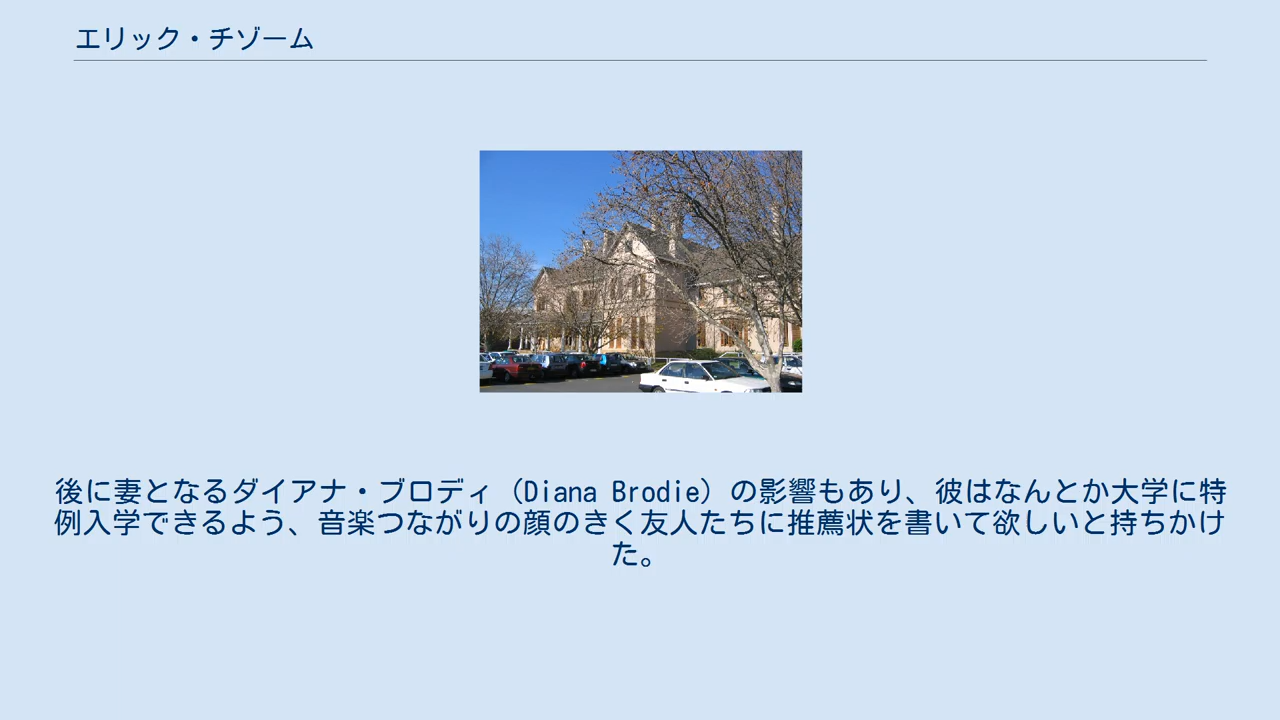 エリック・チゾーム
後に妻となるダイアナ・ブロディ（Diana Brodie）の影響もあり、彼はなんとか大学に特
例入学できるよう、音楽つながりの顔のきく友人たちに推薦状を書いて欲しいと持ちかけ
た。